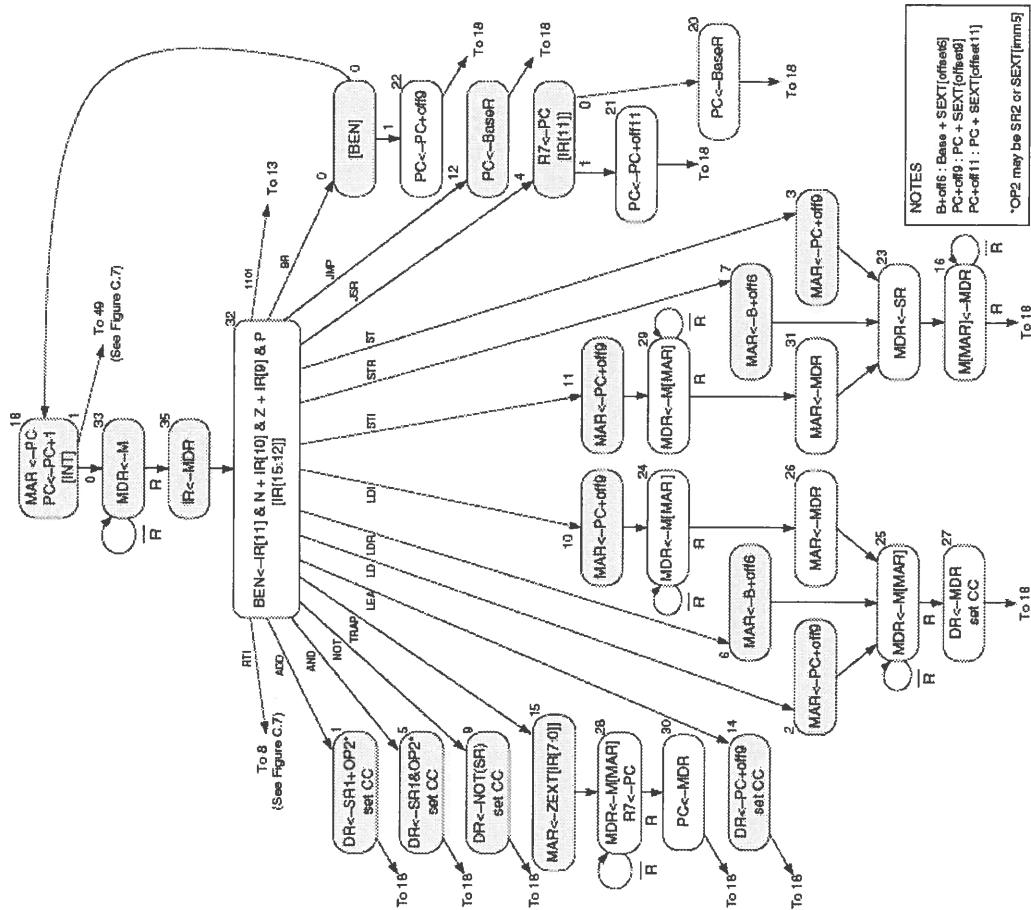 18
MAR <-PC
PC<-PC+1
[INT]
0
1
To 49
(See Figure C.7)
33
MDR<-M
R
R
35
IR<-MDR
32
BEN<-IR[11] & N + IR[10] & Z + IR[9] & P
[IR[15:12]]
RTI
To 8
(See Figure C.7)
ADD
AND
NOT
TRAP
LEA
LD
LDR
LDI
STI
STR
ST
JSR
JMP
BR
1101
To 13
1
DR<-SR1+OP2*
set CC
To 18
5
DR<-SR1&OP2*
set CC
To 18
9
DR<-NOT(SR)
set CC
To 18
15
MAR<-ZEXT[IR[7:0]]
28
MDR<-M[MAR]
R7<-PC
R
R
30
PC<-MDR
To 18
14
DR<-PC+off9
set CC
To 18
2
MAR<-PC+off9
6
MAR<-B+off6
10
MAR<-PC+off9
24
MDR<-M[MAR]
R
R
26
MAR<-MDR
25
MDR<-M[MAR]
R
R
27
DR<-MDR
set CC
To 18
11
MAR<-PC+off9
29
MDR<-M[MAR]
R
R
31
MAR<-MDR
7
MAR<-B+off6
3
MAR<-PC+off9
23
MDR<-SR
16
M[MAR]<-MDR
R
R
To 18
0
[BEN]
0
1
22
PC<-PC+off9
To 18
12
PC<-BaseR
To 18
4
R7<-PC
[IR[11]]
0
1
21
PC<-PC+off11
To 18
20
PC<-BaseR
To 18
NOTES
B+off6 : Base + SEXT[offset6]
PC+off9 : PC + SEXT[offset9]
PC+off11 : PC + SEXT[offset11]
*OP2 may be SR2 or SEXT[imm5]